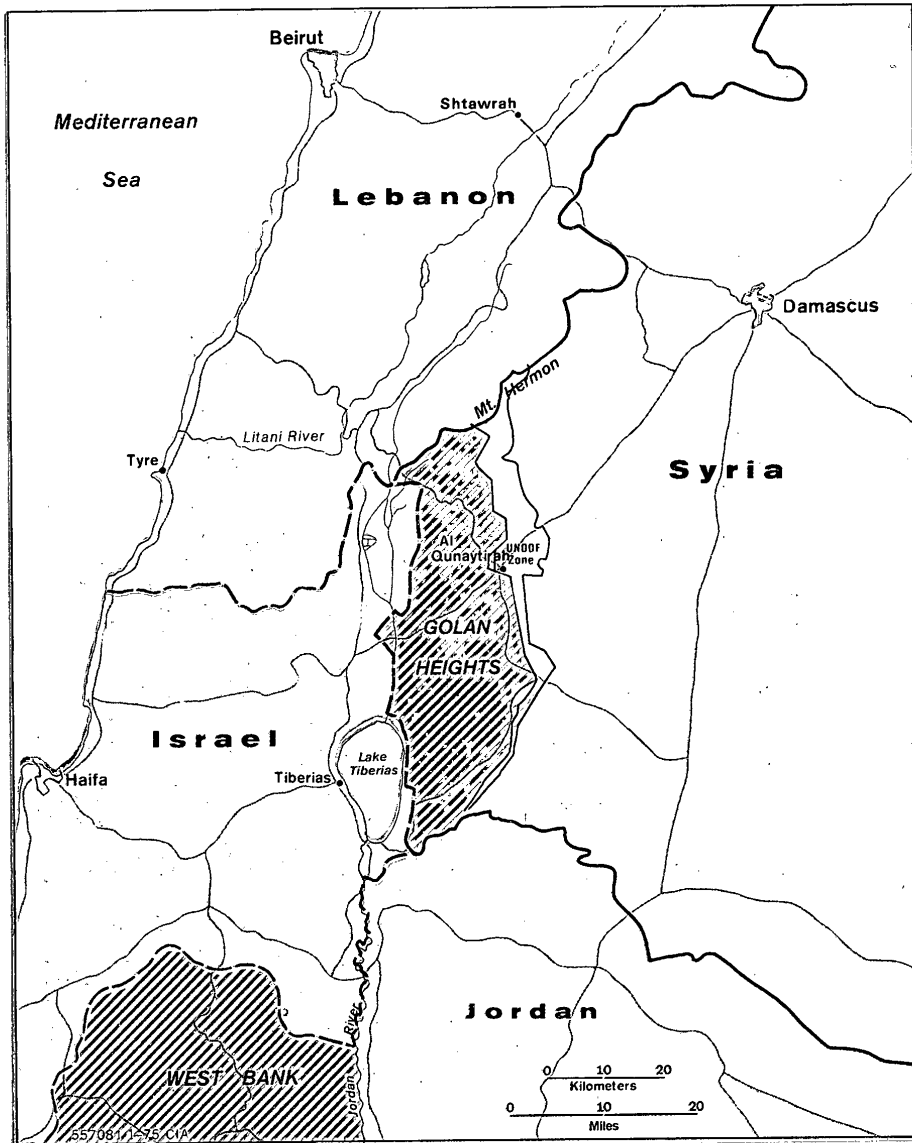 Beirut
Shtawrah
Mediterranean
Sea
Lebanon
Damascus
Mt. Hermon
Litani River
Tyre
Syria
Al
Qunaytirah
UNDOF
Zone
GOLAN
HEIGHTS
Israel
Lake
Tiberias
Tiberias
Haifa
Jordan River
Jordan
WEST BANK
0 10 20
Kilometers
0 10 20
Miles
557081 1-75 CIA